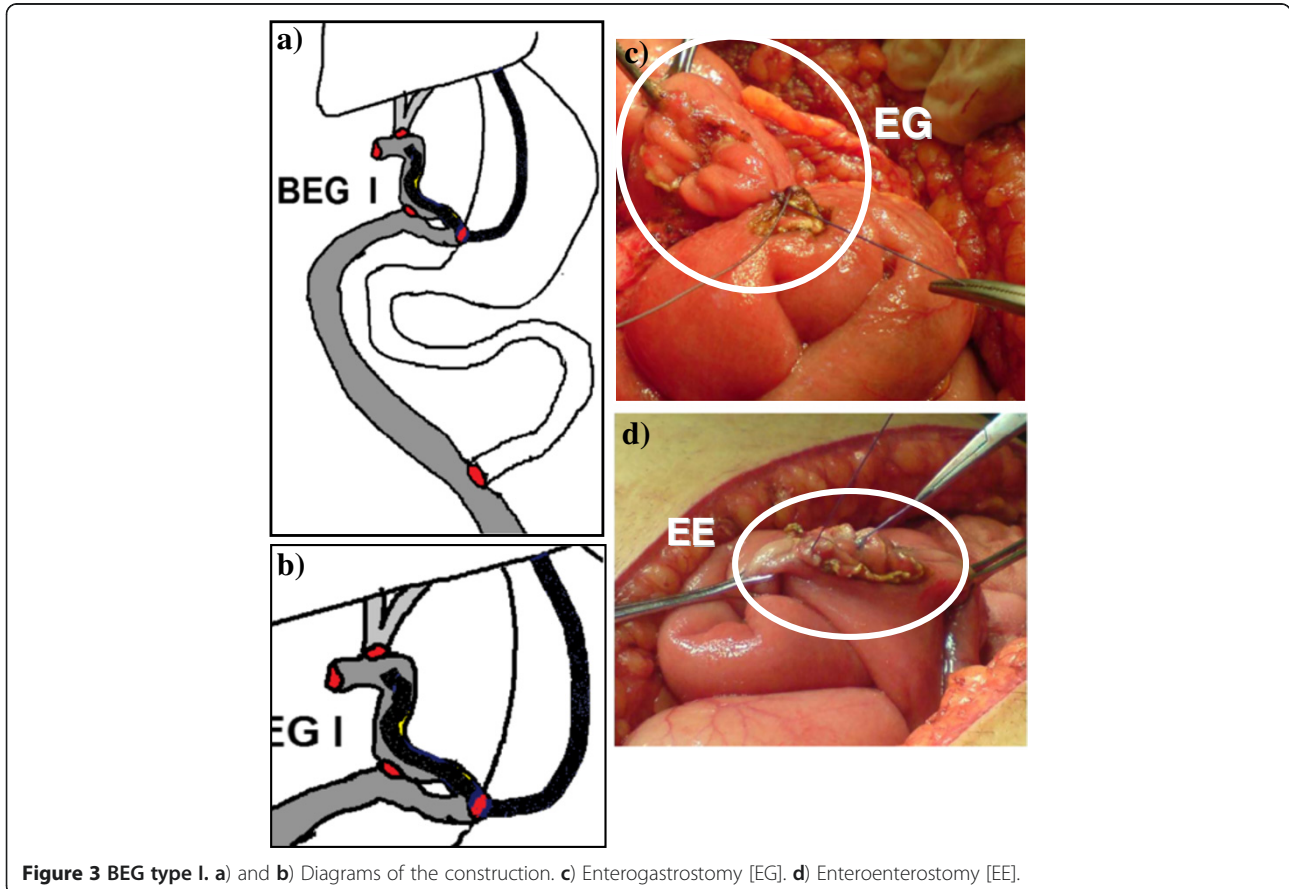 a)
BEG I
b)
EG I
c)
EG
d)
EE
Figure 3 BEG type I. a) and b) Diagrams of the construction. c) Enterogastrostomy [EG]. d) Enteroenterostomy [EE].